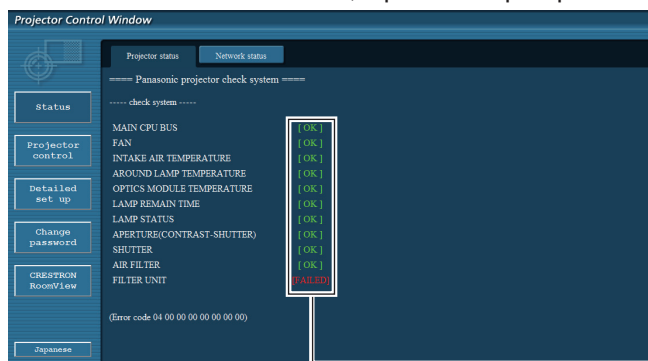 Projector Control Window
Projector status
Network status
==== Panasonic projector check system ====
Status
----- check system -----
MAIN CPU BUS [ OK ]
FAN [ OK ]
INTAKE AIR TEMPERATURE [ OK ]
AROUND LAMP TEMPERATURE [ OK ]
OPTICS MODULE TEMPERATURE [ OK ]
LAMP REMAIN TIME [ OK ]
LAMP STATUS [ OK ]
APERTURE(CONTRAST-SHUTTER) [ OK ]
SHUTTER [ OK ]
AIR FILTER [ OK ]
FILTER UNIT [FAILED]
(Error code 04 00 00 00 00 00 00 00)
Projector
control
Detailed
set up
Change
password
CRESTRON
RoomView
Japanese